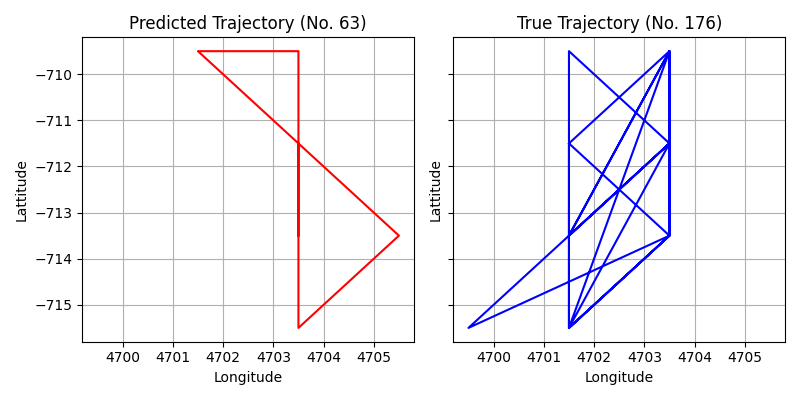 Predicted Trajectory (No. 63)
True Trajectory (No. 176)
Lattitude
−710
−711
−712
−713
−714
−715
4700 4701 4702 4703 4704 4705
Longitude
Lattitude
4700 4701 4702 4703 4704 4705
Longitude